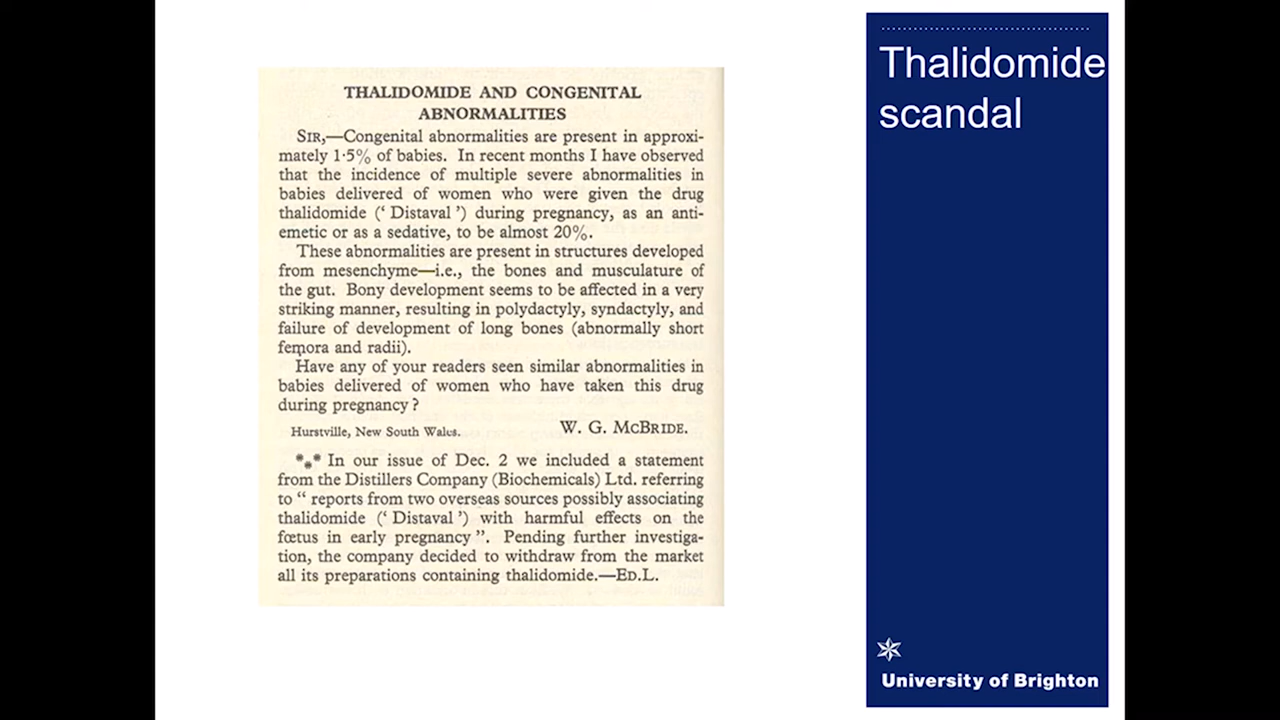 THALIDOMIDE AND CONGENITAL
ABNORMALITIES
SIR,—Congenital abnormalities are present in approxi-
mately 1·5% of babies. In recent months I have observed
that the incidence of multiple severe abnormalities in
babies delivered of women who were given the drug
thalidomide (‘ Distaval ’) during pregnancy, as an anti-
emetic or as a sedative, to be almost 20%.
These abnormalities are present in structures developed
from mesenchyme—i.e., the bones and musculature of
the gut. Bony development seems to be affected in a very
striking manner, resulting in polydactyly, syndactyly, and
failure of development of long bones (abnormally short
femora and radii).
Have any of your readers seen similar abnormalities in
babies delivered of women who have taken this drug
during pregnancy ?
Hurstville, New South Wales. W. G. MCBRIDE.
*⁎* In our issue of Dec. 2 we included a statement
from the Distillers Company (Biochemicals) Ltd. referring
to “ reports from two overseas sources possibly associating
thalidomide (‘ Distaval ’) with harmful effects on the
fœtus in early pregnancy ”. Pending further investiga-
tion, the company decided to withdraw from the market
all its preparations containing thalidomide.—ED.L.
Thalidomide
scandal
University of Brighton